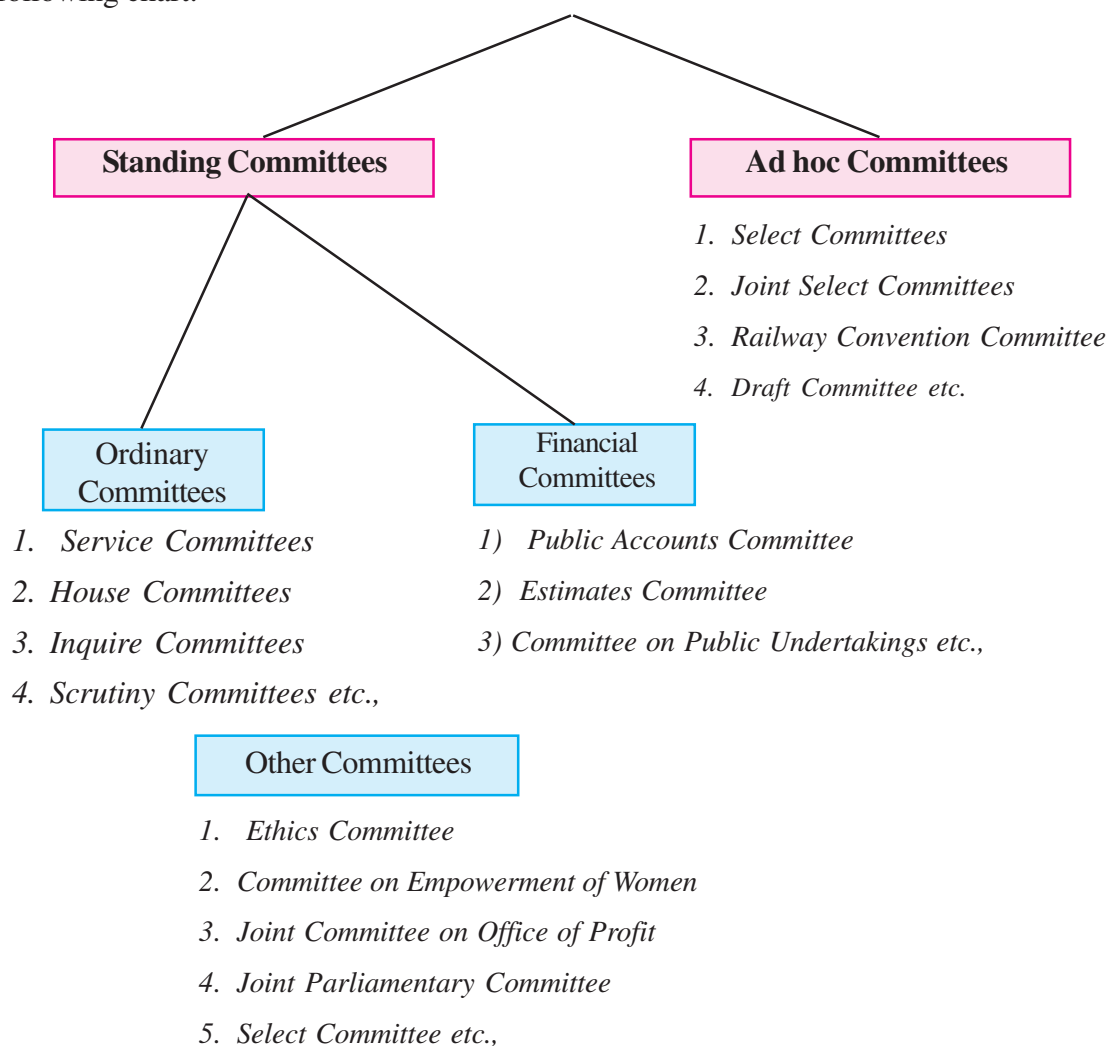 following chart.
Standing Committees
Ad hoc Committees
1. Select Committees
2. Joint Select Committees
3. Railway Convention Committee
4. Draft Committee etc.
Ordinary
Committees
1. Service Committees
2. House Committees
3. Inquire Committees
4. Scrutiny Committees etc.,
Financial
Committees
1) Public Accounts Committee
2) Estimates Committee
3) Committee on Public Undertakings etc.,
Other Committees
1. Ethics Committee
2. Committee on Empowerment of Women
3. Joint Committee on Office of Profit
4. Joint Parliamentary Committee
5. Select Committee etc.,